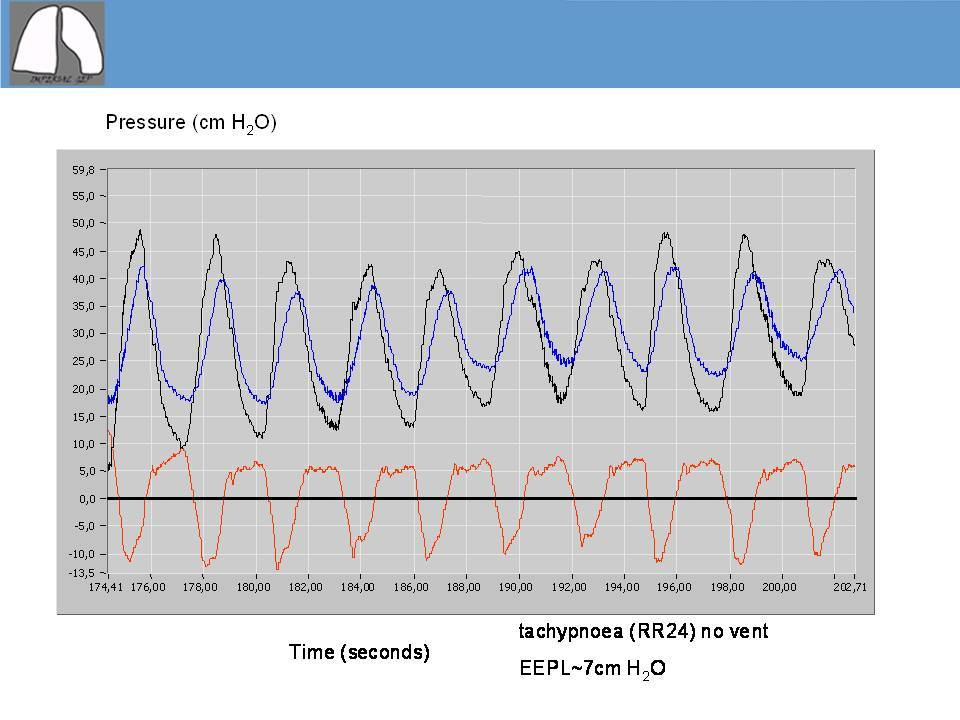 IMPERIAL SLP
Pressure (cm H₂O)
59,8
55,0
50,0
45,0
40,0
35,0
30,0
25,0
20,0
15,0
10,0
5,0
0,0
-5,0
-10,0
-13,5
174,41 176,00 178,00 180,00 182,00 184,00 186,00 188,00 190,00 192,00 194,00 196,00 198,00 200,00 202,71
Time (seconds)
tachypnoea (RR24) no vent
EEPL~7cm H₂O